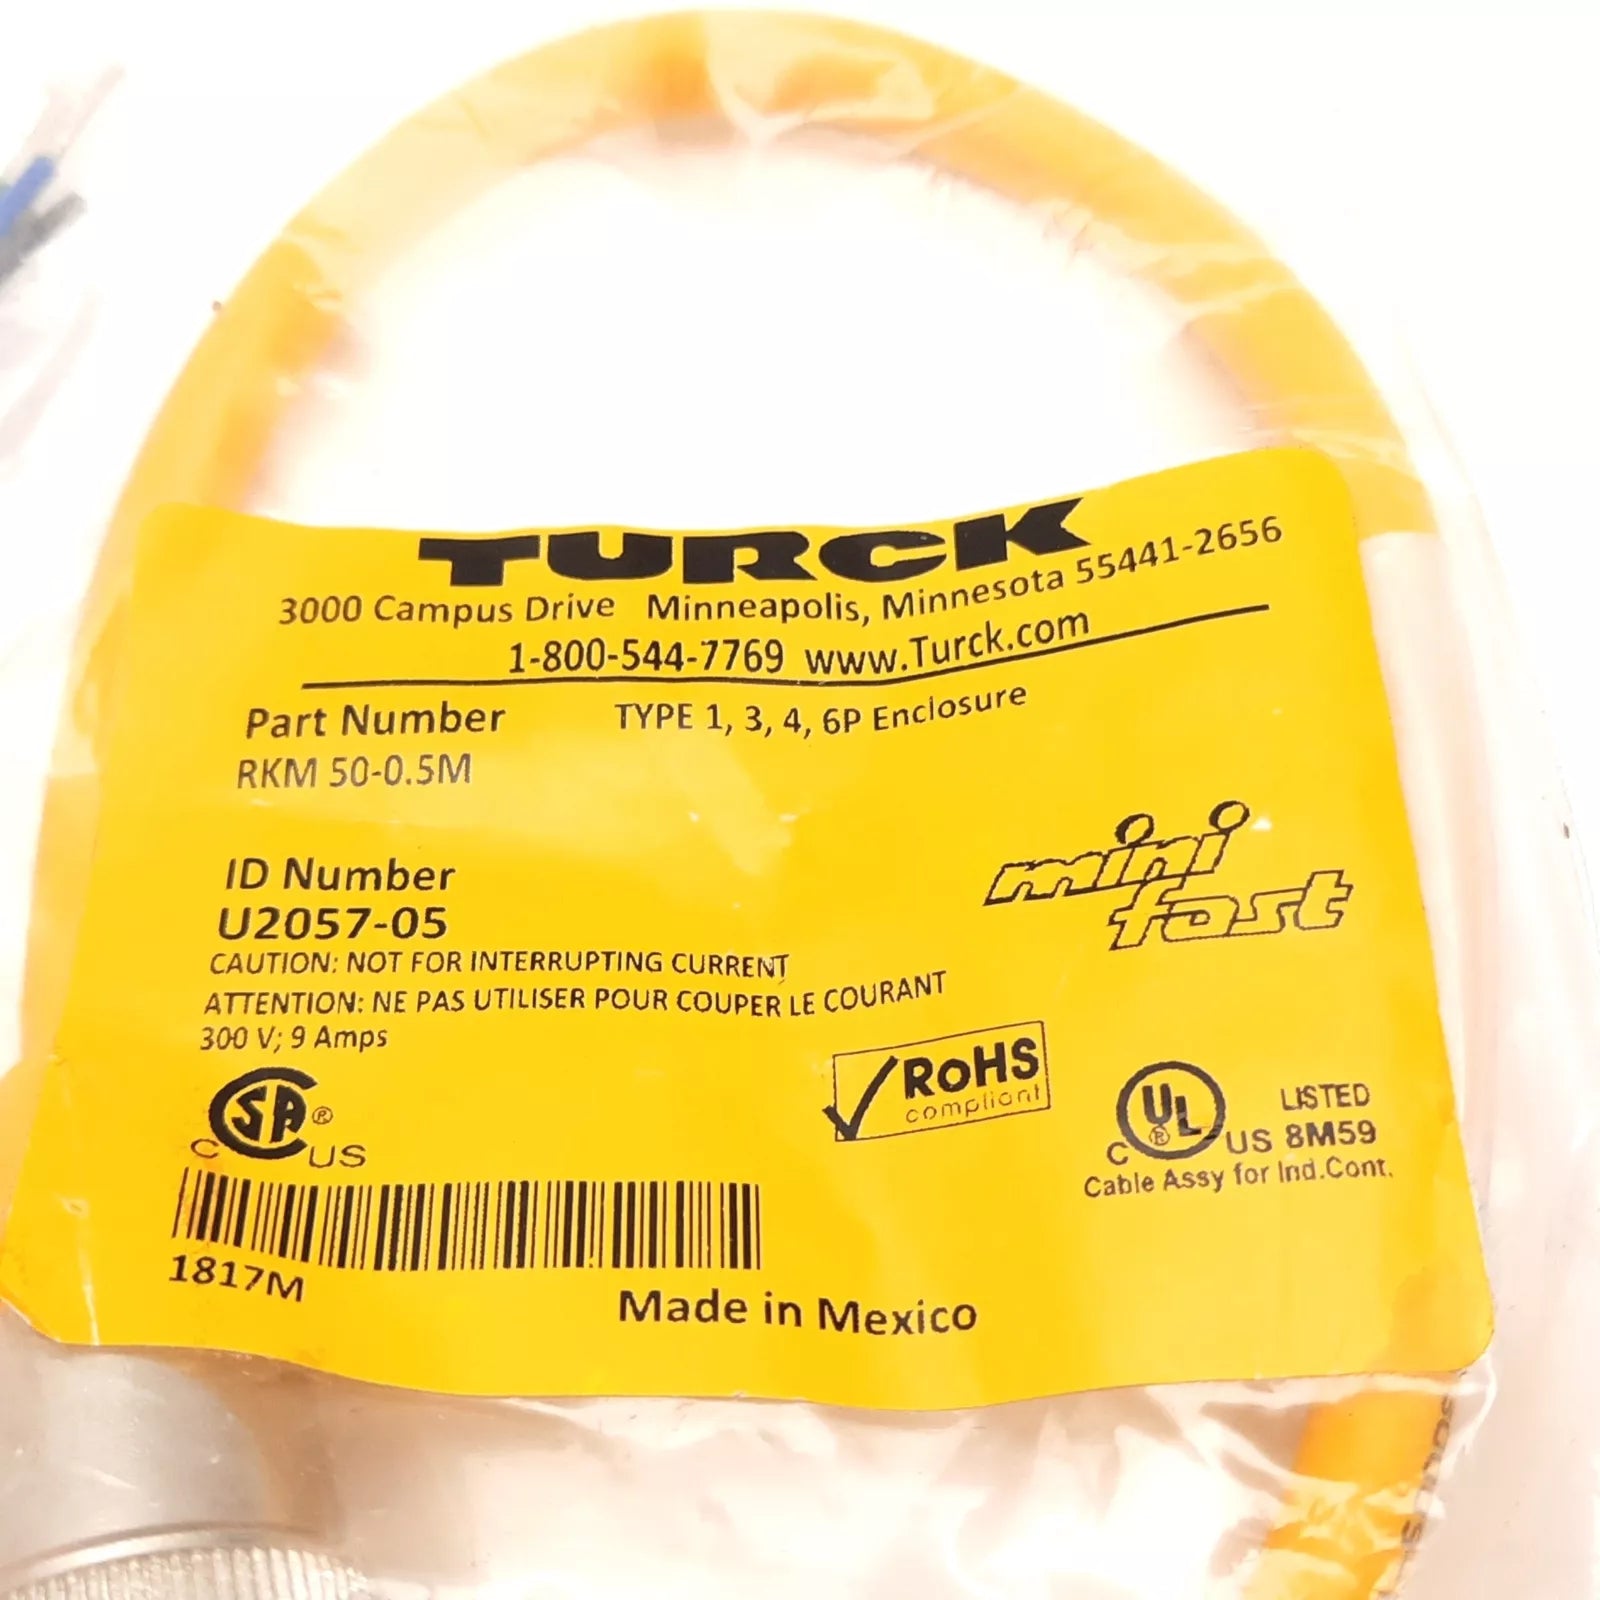 TURCK
3000 Campus Drive Minneapolis, Minnesota 55441-2656
1-800-544-7769 www.Turck.com
Part Number TYPE 1, 3, 4, 6P Enclosure
RKM 50-0.5M
mini
fast
ID Number
U2057-05
CAUTION: NOT FOR INTERRUPTING CURRENT
ATTENTION: NE PAS UTILISER POUR COUPER LE COURANT
300 V; 9 Amps
RoHS
compliant
C SA ® US
C UL ® US LISTED 8M59
Cable Assy for Ind.Cont.
1817M
Made in Mexico